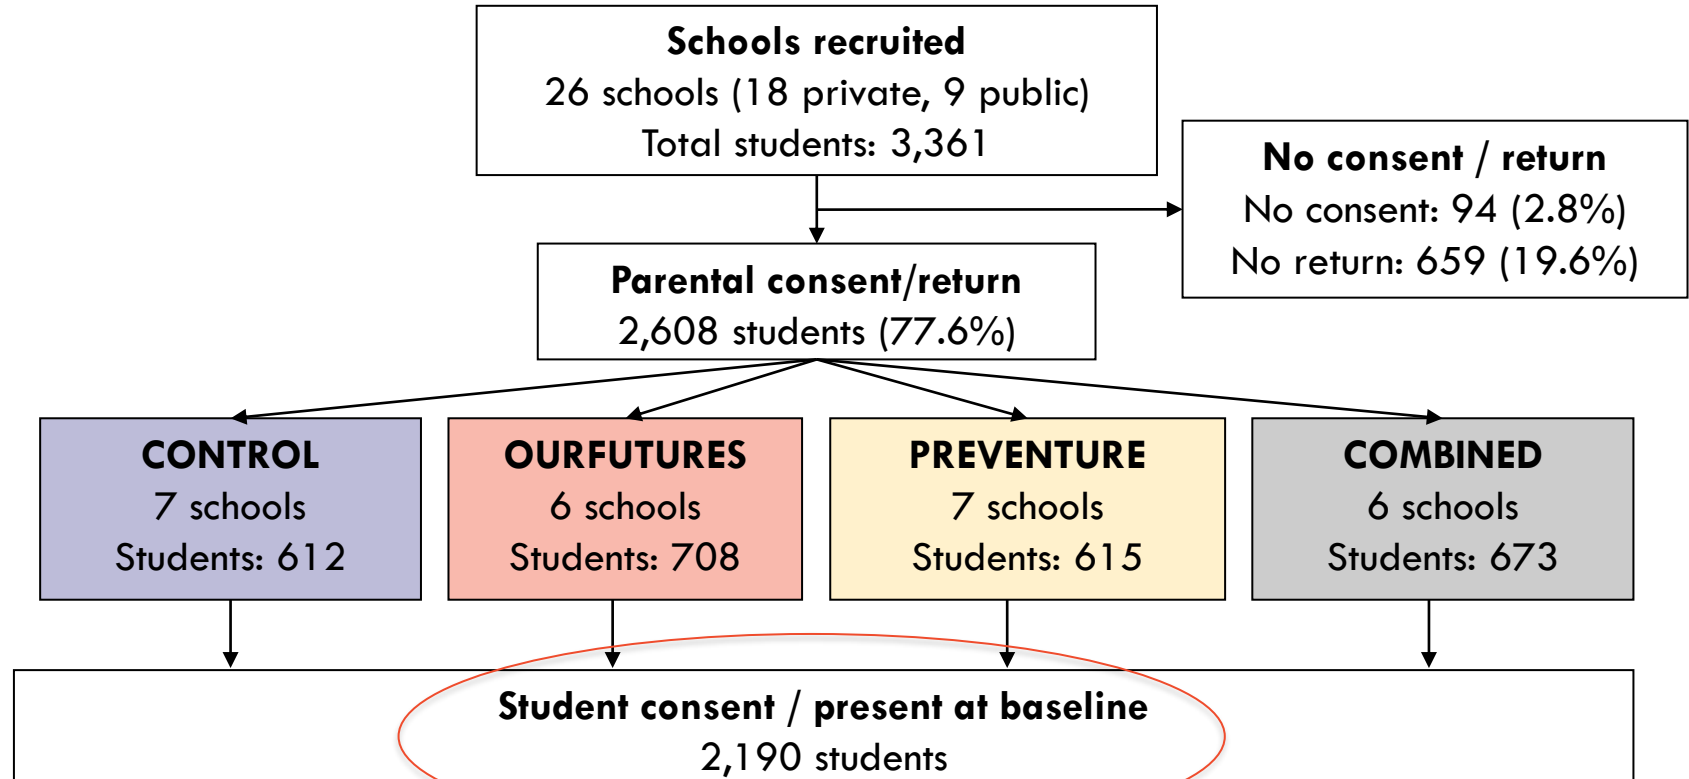 Schools recruited
26 schools (18 private, 9 public)
Total students: 3,361
No consent / return
No consent: 94 (2.8%)
No return: 659 (19.6%)
Parental consent/return
2,608 students (77.6%)
CONTROL
7 schools
Students: 612
OURFUTURES
6 schools
Students: 708
PREVENTURE
7 schools
Students: 615
COMBINED
6 schools
Students: 673
Student consent / present at baseline
2,190 students